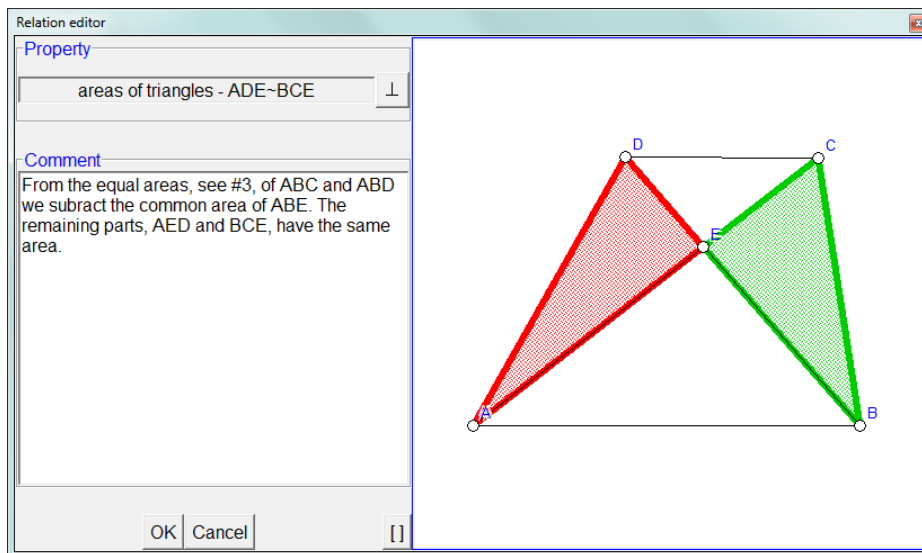 Relation editor
Property
areas of triangles - ADE~BCE
⊥
Comment
From the equal areas, see #3, of ABC and ABD
we subract the common area of ABE. The
remaining parts, AED and BCE, have the same
area.
OK
Cancel
[ ]
D
C
E
A
B